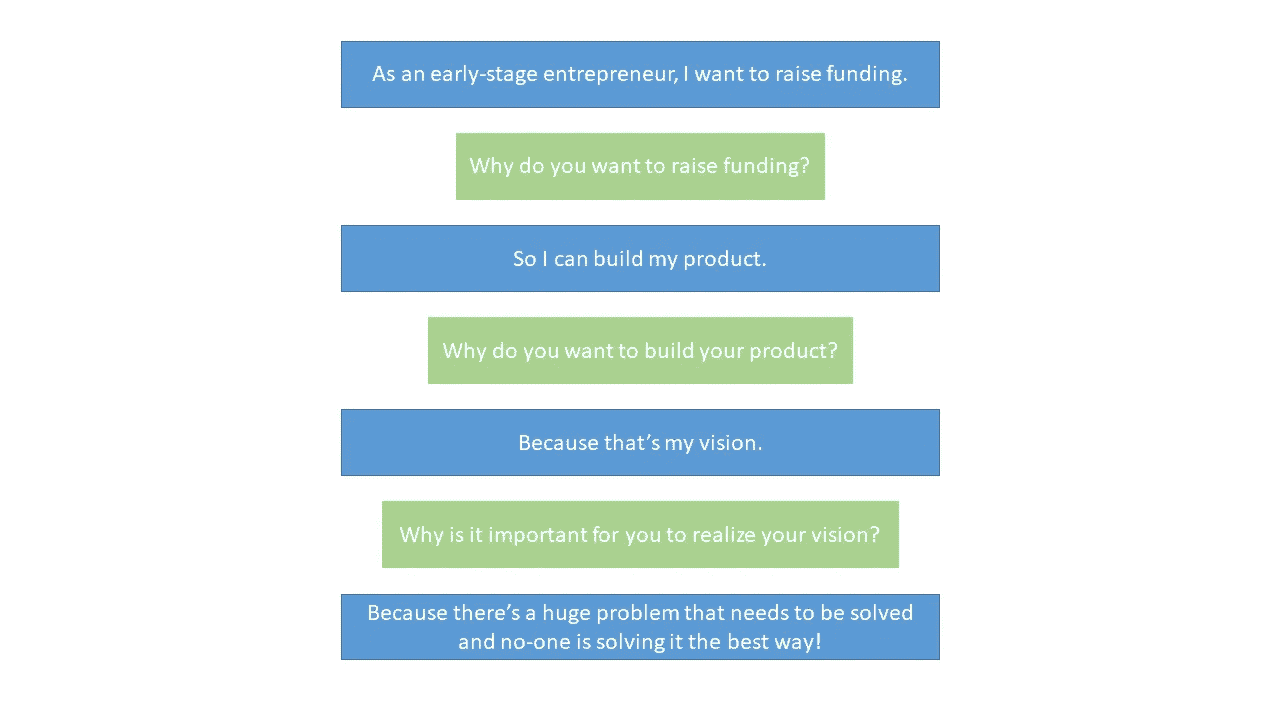 As an early-stage entrepreneur, I want to raise funding.
Why do you want to raise funding?
So I can build my product.
Why do you want to build your product?
Because that’s my vision.
Why is it important for you to realize your vision?
Because there’s a huge problem that needs to be solved
and no-one is solving it the best way!